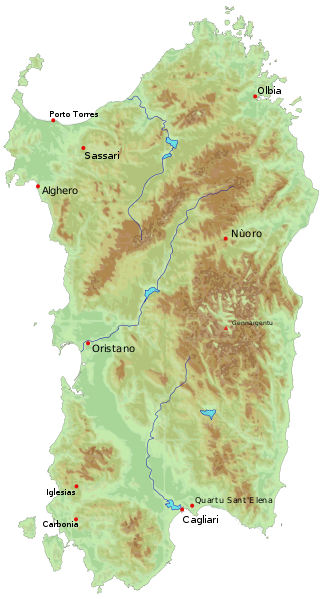 Olbia
Porto Torres
Sassari
Alghero
Nùoro
Gennargentu
Oristano
Iglesias
Quartu Sant'Elena
Cagliari
Carbonia